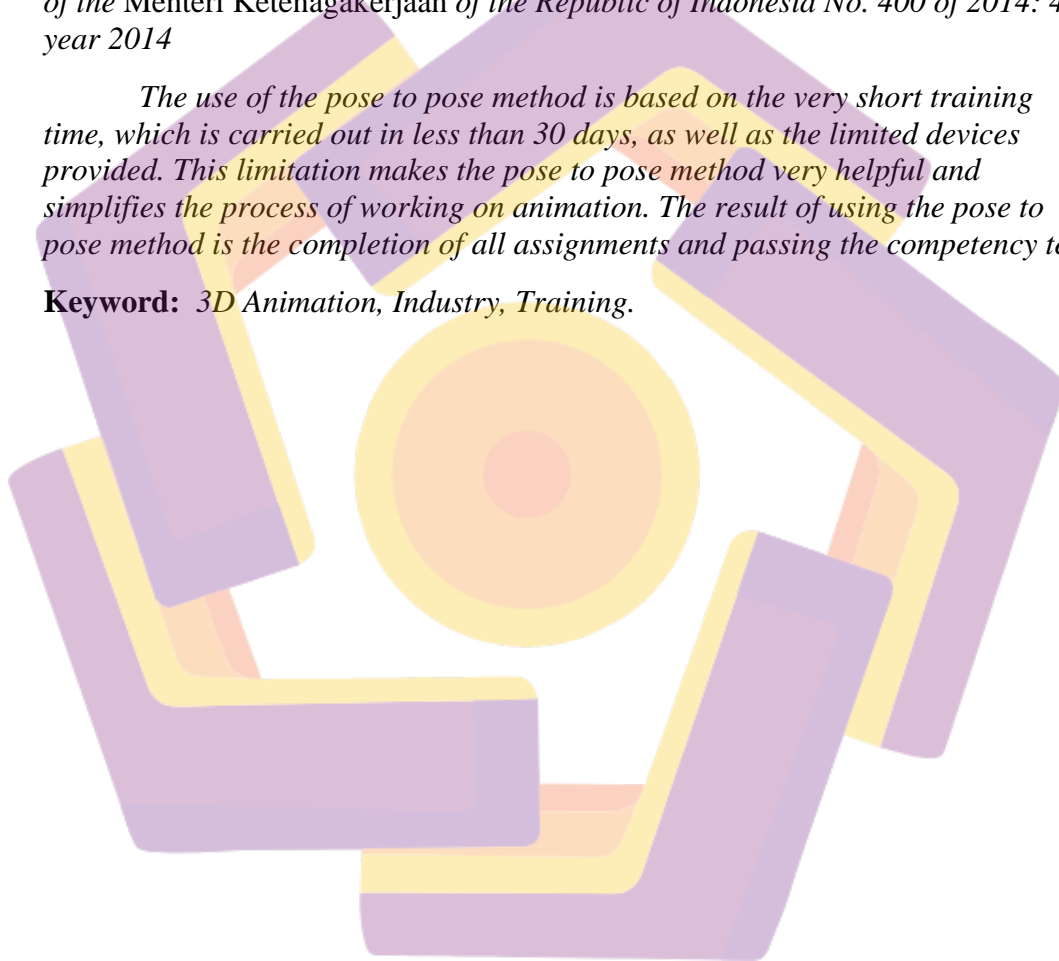 of the Menteri Ketenagakerjaan of the Republic of Indonesia No. 400 of 2014: 4
year 2014
The use of the pose to pose method is based on the very short training
time, which is carried out in less than 30 days, as well as the limited devices
provided. This limitation makes the pose to pose method very helpful and
simplifies the process of working on animation. The result of using the pose to
pose method is the completion of all assignments and passing the competency te
Keyword: 3D Animation, Industry, Training.